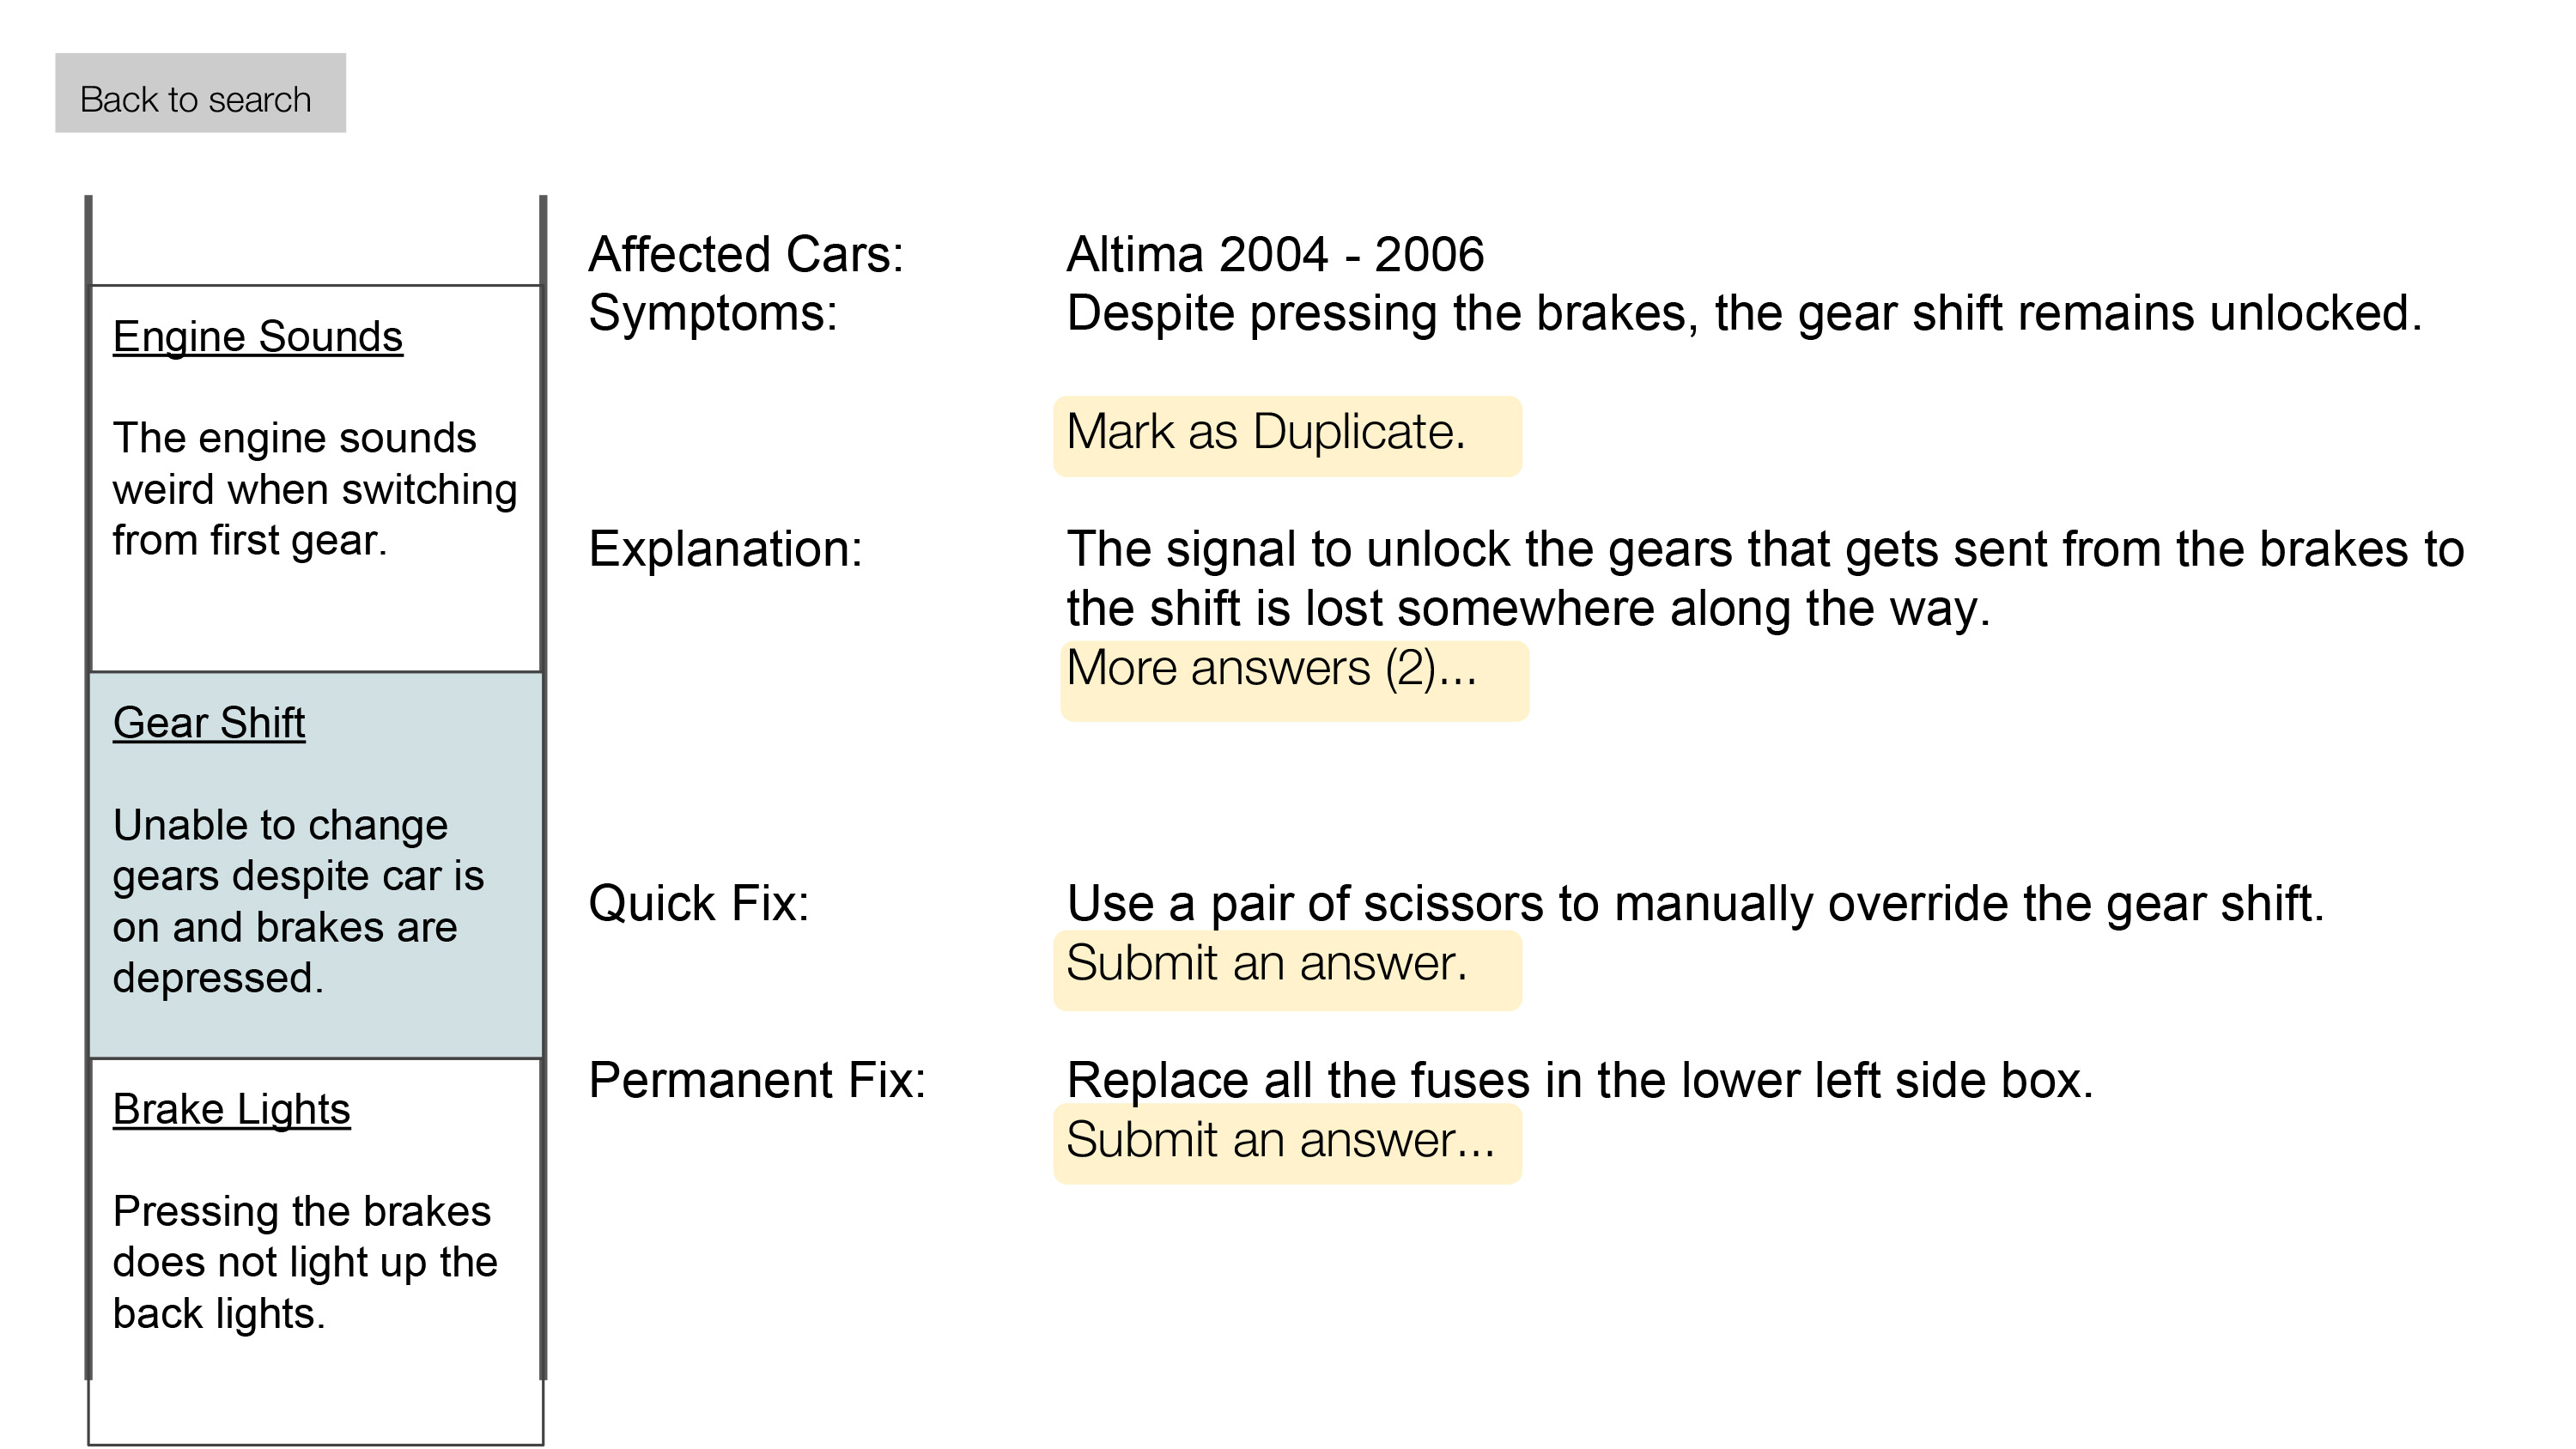 Back to search
Engine Sounds
The engine sounds
weird when switching
from first gear.
Gear Shift
Unable to change
gears despite car is
on and brakes are
depressed.
Brake Lights
Pressing the brakes
does not light up the
back lights.
Affected Cars: Altima 2004 - 2006
Symptoms: Despite pressing the brakes, the gear shift remains unlocked.
Mark as Duplicate.
Explanation: The signal to unlock the gears that gets sent from the brakes to
the shift is lost somewhere along the way.
More answers (2)...
Quick Fix: Use a pair of scissors to manually override the gear shift.
Submit an answer.
Permanent Fix: Replace all the fuses in the lower left side box.
Submit an answer...